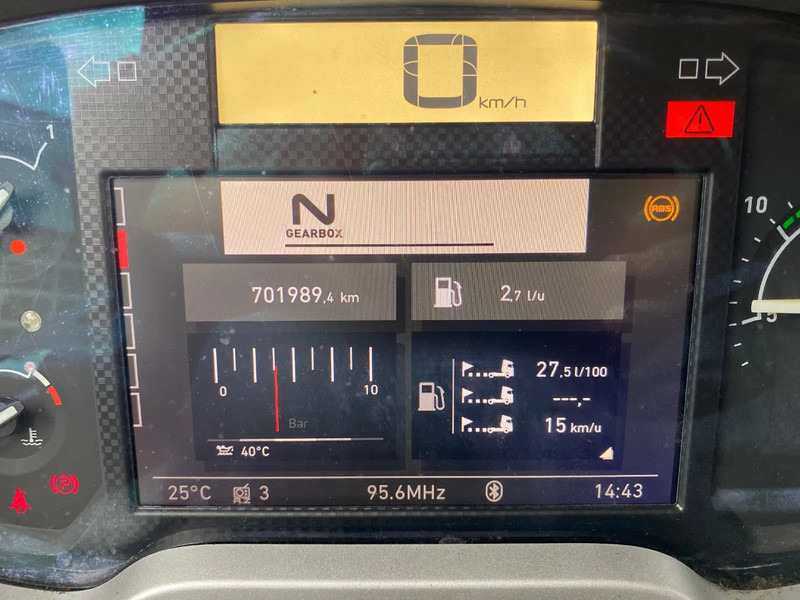 0 km/h
1
N
GEARBOX
ABS
10
5
701989,4 km
2,7 l/u
0 10
Bar
40°C
27.5 l/100
---,-
15 km/u
P
25°C 3 95.6MHz 14:43